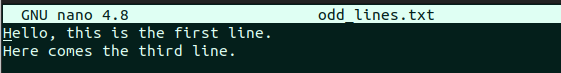 GNU nano 4.8 odd_lines.txt
Hello, this is the first line.
Here comes the third line.